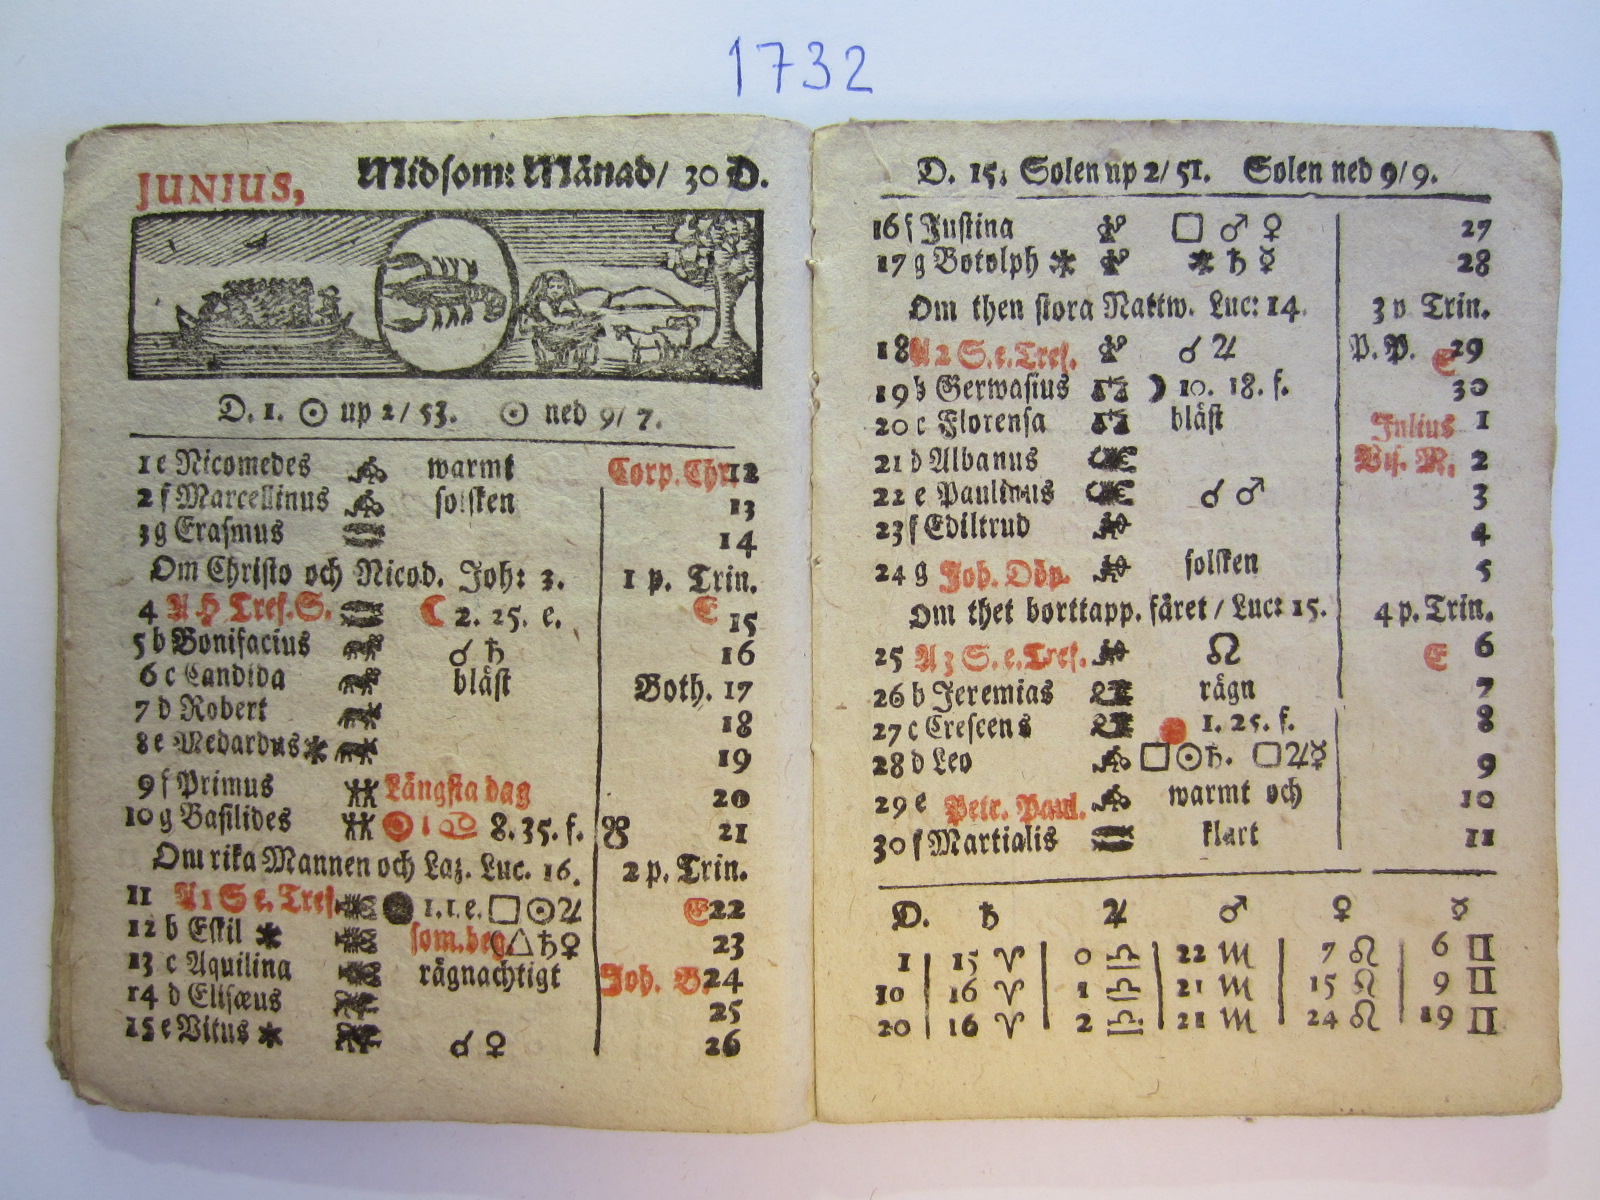 1732
JUNIUS, Midsom: Månad/ 30 D.
D. 1. ☉ up 2/ 53. ☉ ned 9/ 7.
1 e Nicomedes warmt Corp. Chr. 12
2 f Marcellinus solsken 13
3 g Erasmus 14
Om Christo och Nicod. Joh: 3. 1 p. Trin.
4 A H Tref. S. ☾ 2. 25. e. E 15
5 b Bonifacius ☌ ♄ 16
6 c Candida blåst Both. 17
7 d Robert 18
8 e Medardus * 19
9 f Primus Längsta dag 20
10 g Basilides ☉ i ♋ 8. 35. f. ☋ 21
Om rika Mannen och Laz. Luc. 16. 2 p. Trin.
11 A 1 S e. Tref. ● 1. 1. e. □ ☉ ♃ E 22
12 b Eskil * som. beg. △ ♄ ♀ 23
13 c Aquilina rägnachtigt Joh. B. 24
14 d Elisæus 25
15 e Vitus * ☌ ♀ 26
D. 15. Solen up 2/ 51. Solen ned 9/ 9.
16 f Justina □ ♂ ♀ 27
17 g Botolph * * ♄ ☿ 28
Om then stora Nattw. Luc: 14. 3 p. Trin.
18 A 2 S. e. Tref. ☌ ♃ P. P. E 29
19 b Gerwasius ☽ 10. 18. f. 30
20 c Florensa blåst Julius 1
21 d Albanus Vis. M. 2
22 e Paulinus ☌ ♂ 3
23 f Ediltrud 4
24 g Joh. Döp. solsken 5
Om thet borttapp. fåret / Luc: 15. 4 p. Trin.
25 A 3 S. e. Tref. ☊ E 6
26 b Jeremias rägn 7
27 c Crescens 1. 25. f. 8
28 d Leo □ ☉ ♄. □ ♃ ☿ 9
29 e Petr. Paul. warmt och 10
30 f Martialis klart 11
D. ♄ ♃ ♂ ♀ ☿
1 15 ♈ 0 ♎ 22 ♏ 7 ♌ 6 ♊
10 16 ♈ 1 ♎ 21 ♏ 15 ♌ 9 ♊
20 16 ♈ 2 ♎ 21 ♏ 24 ♌ 19 ♊